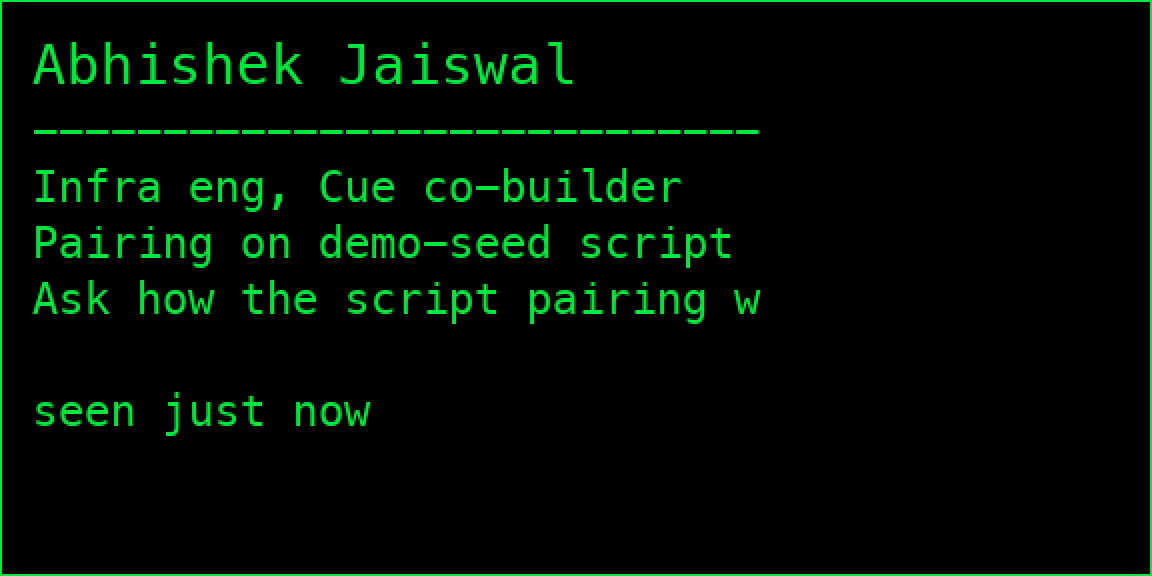 Abhishek Jaiswal
----------------------------
Infra eng, Cue co-builder
Pairing on demo-seed script
Ask how the script pairing w
seen just now